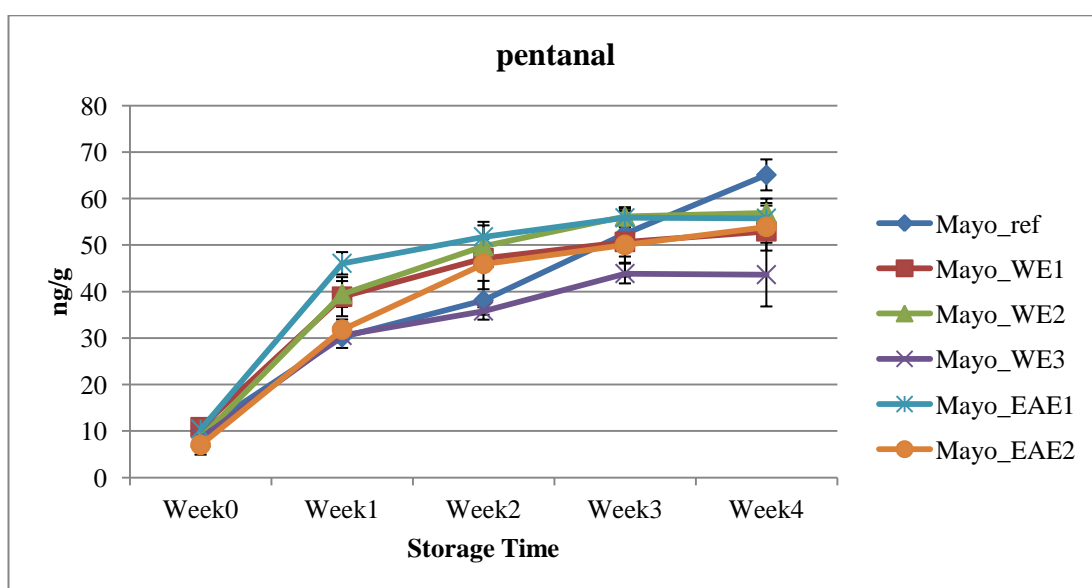 pentanal
80
70
60
50
40
30
20
10
0
ng/g
Week0 Week1 Week2 Week3 Week4
Storage Time
Mayo_ref
Mayo_WE1
Mayo_WE2
Mayo_WE3
Mayo_EAE1
Mayo_EAE2